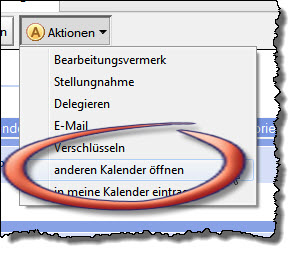 n
A Aktionen
Bearbeitungsvermerk
Stellungnahme
Delegieren
E-Mail
Verschlüsseln
anderen Kalender öffnen
in meine Kalender